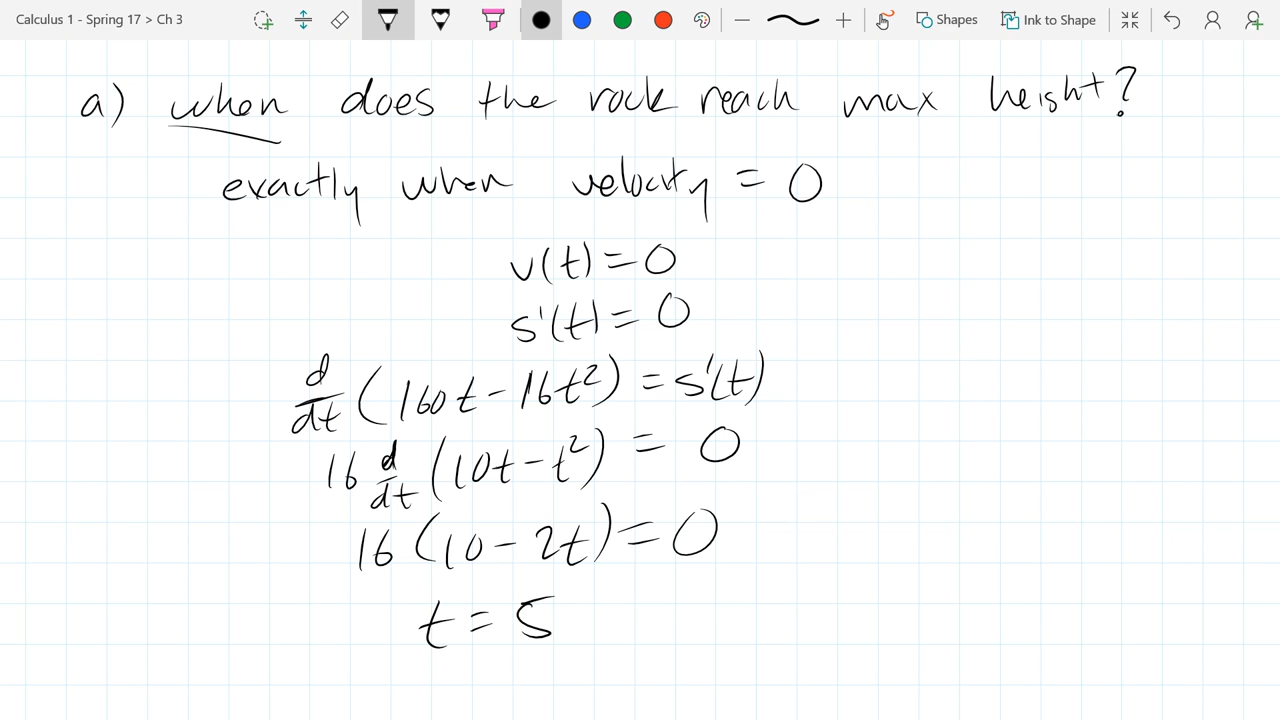 Calculus 1 - Spring 17 > Ch 3
Shapes
Ink to Shape
a) when does the rock reach max height?
exactly when velocity = 0
v(t) = 0
s'(t) = 0
d/dt (160t - 16t²) = s'(t)
16 d/dt (10t - t²) = 0
16 (10 - 2t) = 0
t = 5